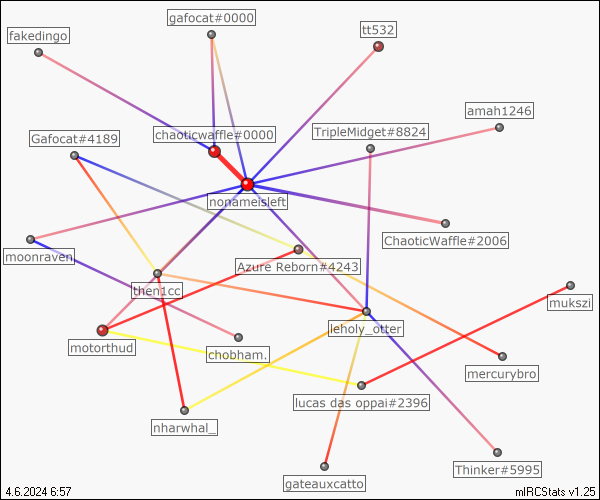 gafocat#0000
tt532
fakedingo
amah1246
chaoticwaffle#0000
TripleMidget#8824
Gafocat#4189
nonameisleft
ChaoticWaffle#2006
moonraven
Azure Reborn#4243
then1cc
mukszi
leholy_otter
motorthud
chobham.
mercurybro
lucas das oppai#2396
nharwhal_
Thinker#5995
gateauxcatto
4.6.2024 6:57
mIRCStats v1.25